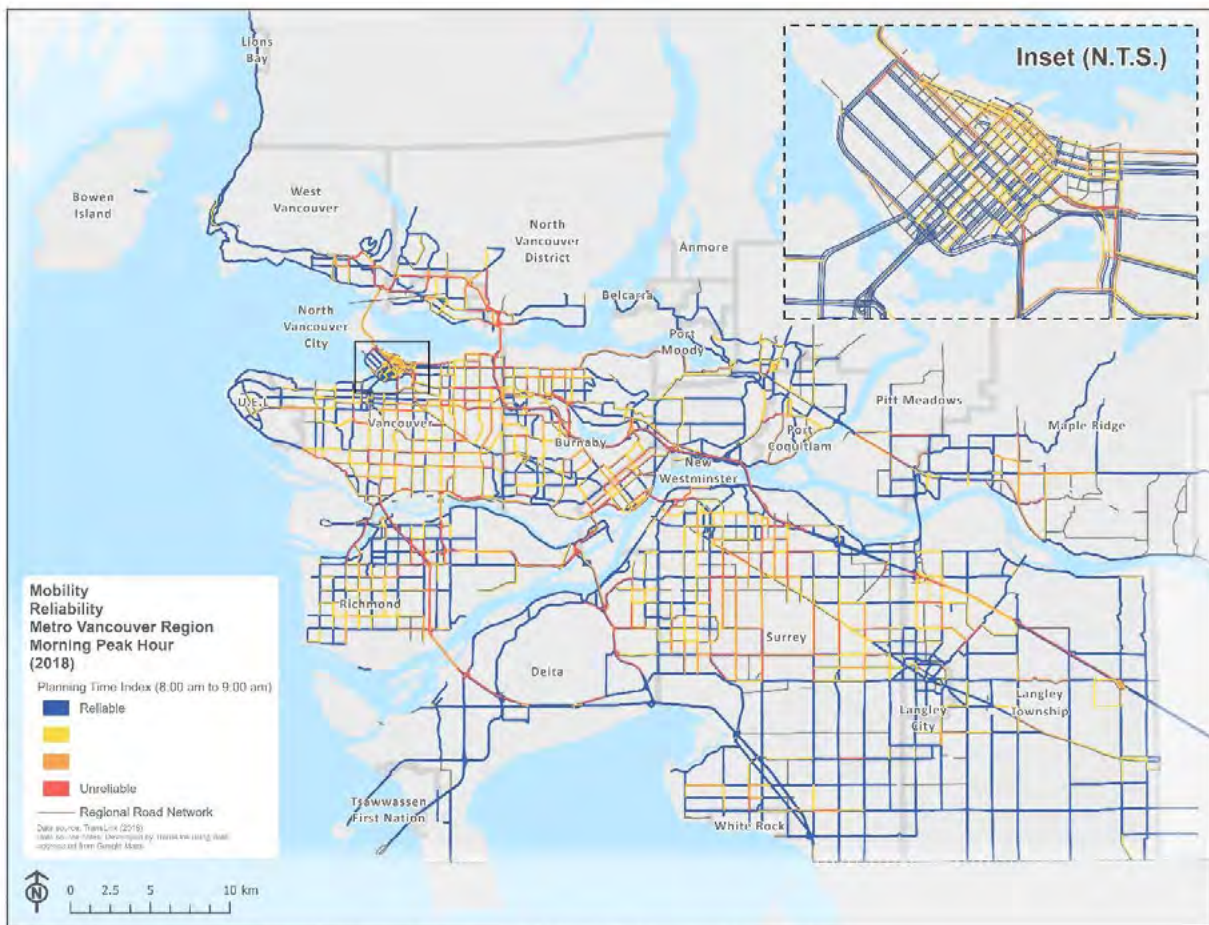 Lions
Bay
Inset (N.T.S.)
Bowen
Island
West
Vancouver
North
Vancouver
District
Anmore
Belcarra
North
Vancouver
City
Port
Moody
U.E.L.
Vancouver
Burnaby
Port
Coquitlam
Pitt Meadows
Maple Ridge
New
Westminster
Richmond
Surrey
Delta
Langley
City
Langley
Township
Tsawwassen
First Nation
White Rock
Mobility
Reliability
Metro Vancouver Region
Morning Peak Hour
(2018)
Planning Time Index (8:00 am to 9:00 am)
Reliable
Unreliable
Regional Road Network
Data source: TransLink (2018)
N
0 2.5 5 10 km